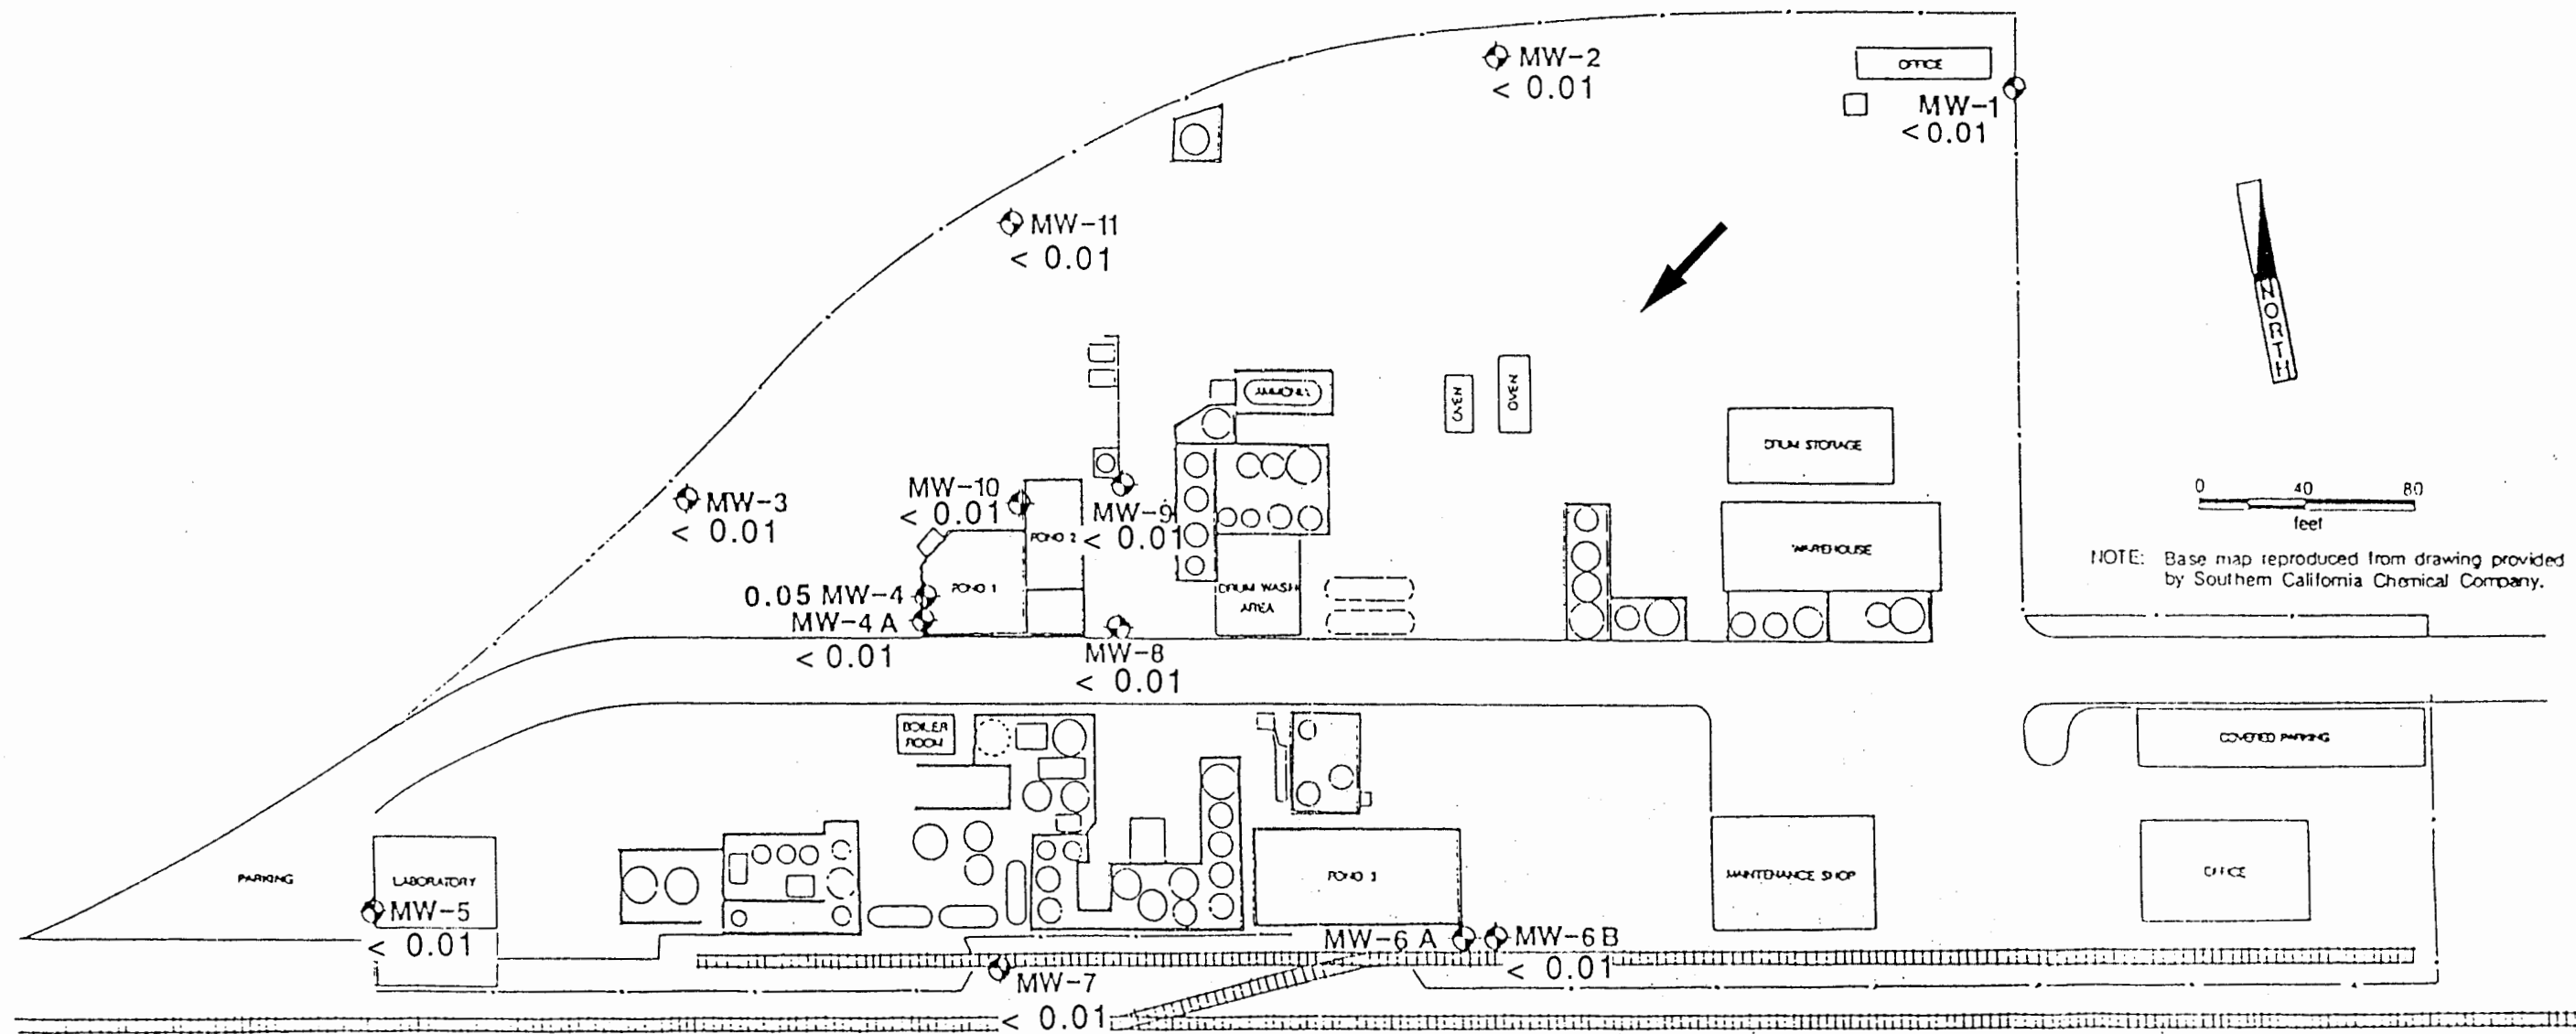 MW-2
< 0.01
OFFICE
MW-1
<0.01
MW-11
< 0.01
NORTH
AMMONIA
OVEN
OVEN
DRUM STORAGE
0 40 80
feet
NOTE: Base map reproduced from drawing provided
by Southern California Chemical Company.
MW-3
< 0.01
MW-10
< 0.01
MW-9
< 0.01
POND 2
WAREHOUSE
POND 1
DRUM WASH
AREA
0.05 MW-4
MW-4 A
< 0.01
MW-8
< 0.01
BOILER
ROOM
COVERED PARKING
PARKING
LABORATORY
POND 3
MAINTENANCE SHOP
OFFICE
MW-5
< 0.01
MW-6 A
MW-6 B
< 0.01
MW-7
< 0.01